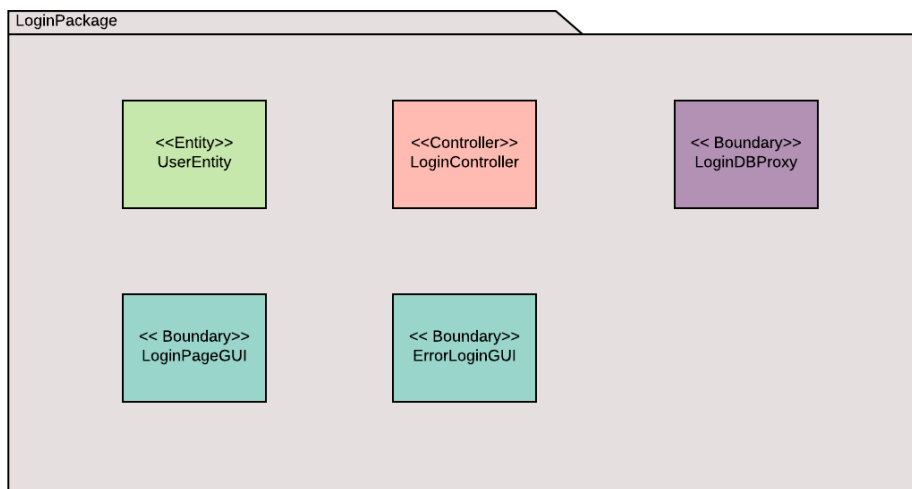 LoginPackage
<<Entity>>
UserEntity
<<Controller>>
LoginController
<< Boundary>>
LoginDBProxy
<< Boundary>>
LoginPageGUI
<< Boundary>>
ErrorLoginGUI